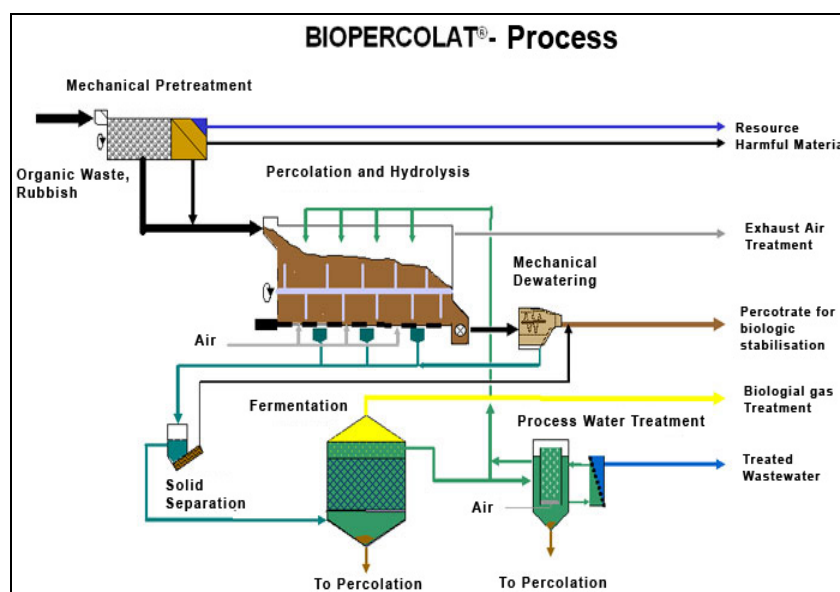 BIOPERCOLAT®- Process
Mechanical Pretreatment
Resource
Harmful Material
Organic Waste,
Rubbish
Percolation and Hydrolysis
Exhaust Air
Treatment
Mechanical
Dewatering
Percotrate for
biologic
stabilisation
Air
Biologial gas
Treatment
Fermentation
Process Water Treatment
Treated
Wastewater
Solid
Separation
Air
To Percolation
To Percolation